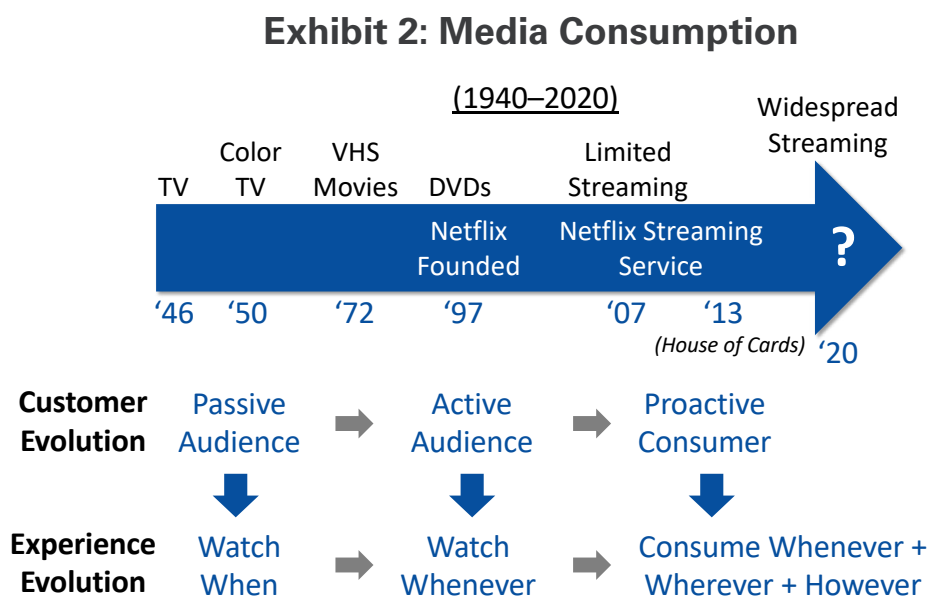 Exhibit 2: Media Consumption
(1940–2020)
Widespread
Streaming
Color
TV
VHS
Movies
Limited
Streaming
TV
DVDs
Netflix
Founded
Netflix Streaming
Service
?
‘46
‘50
‘72
‘97
‘07
‘13
(House of Cards)
‘20
Customer
Evolution
Passive
Audience
Active
Audience
Proactive
Consumer
Experience
Evolution
Watch
When
Watch
Whenever
Consume Whenever +
Wherever + However